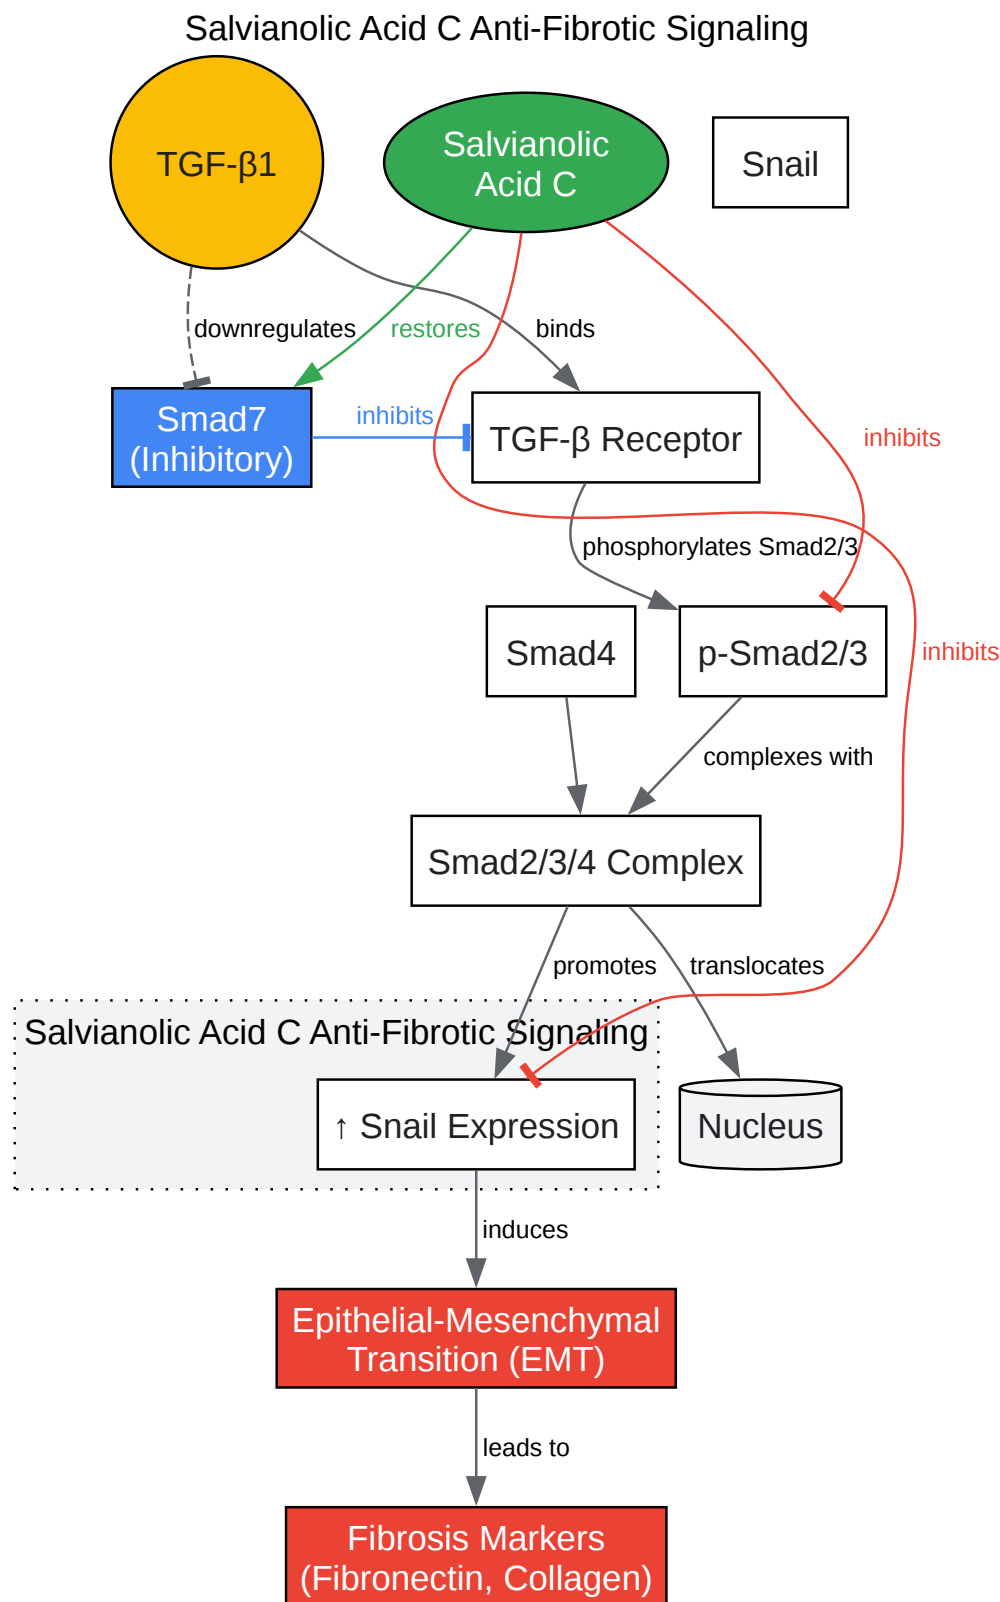 Salvianolic Acid C Anti-Fibrotic Signaling
TGF-β1
Salvianolic
Acid C
Snail
downregulates
restores
binds
Smad7
(Inhibitory)
inhibits
TGF-β Receptor
inhibits
phosphorylates Smad2/3
Smad4
p-Smad2/3
inhibits
complexes with
Smad2/3/4 Complex
promotes
translocates
Salvianolic Acid C Anti-Fibrotic Signaling
↑ Snail Expression
Nucleus
induces
Epithelial-Mesenchymal
Transition (EMT)
leads to
Fibrosis Markers
(Fibronectin, Collagen)